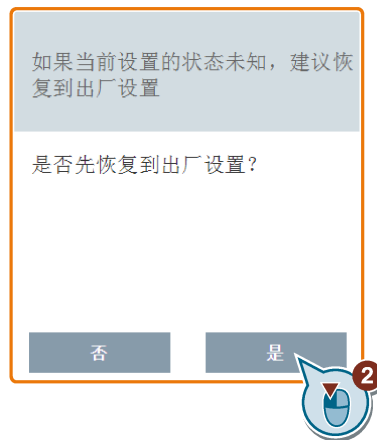 如果当前设置的状态未知，建议恢
复到出厂设置
是否先恢复到出厂设置？
否
是
2